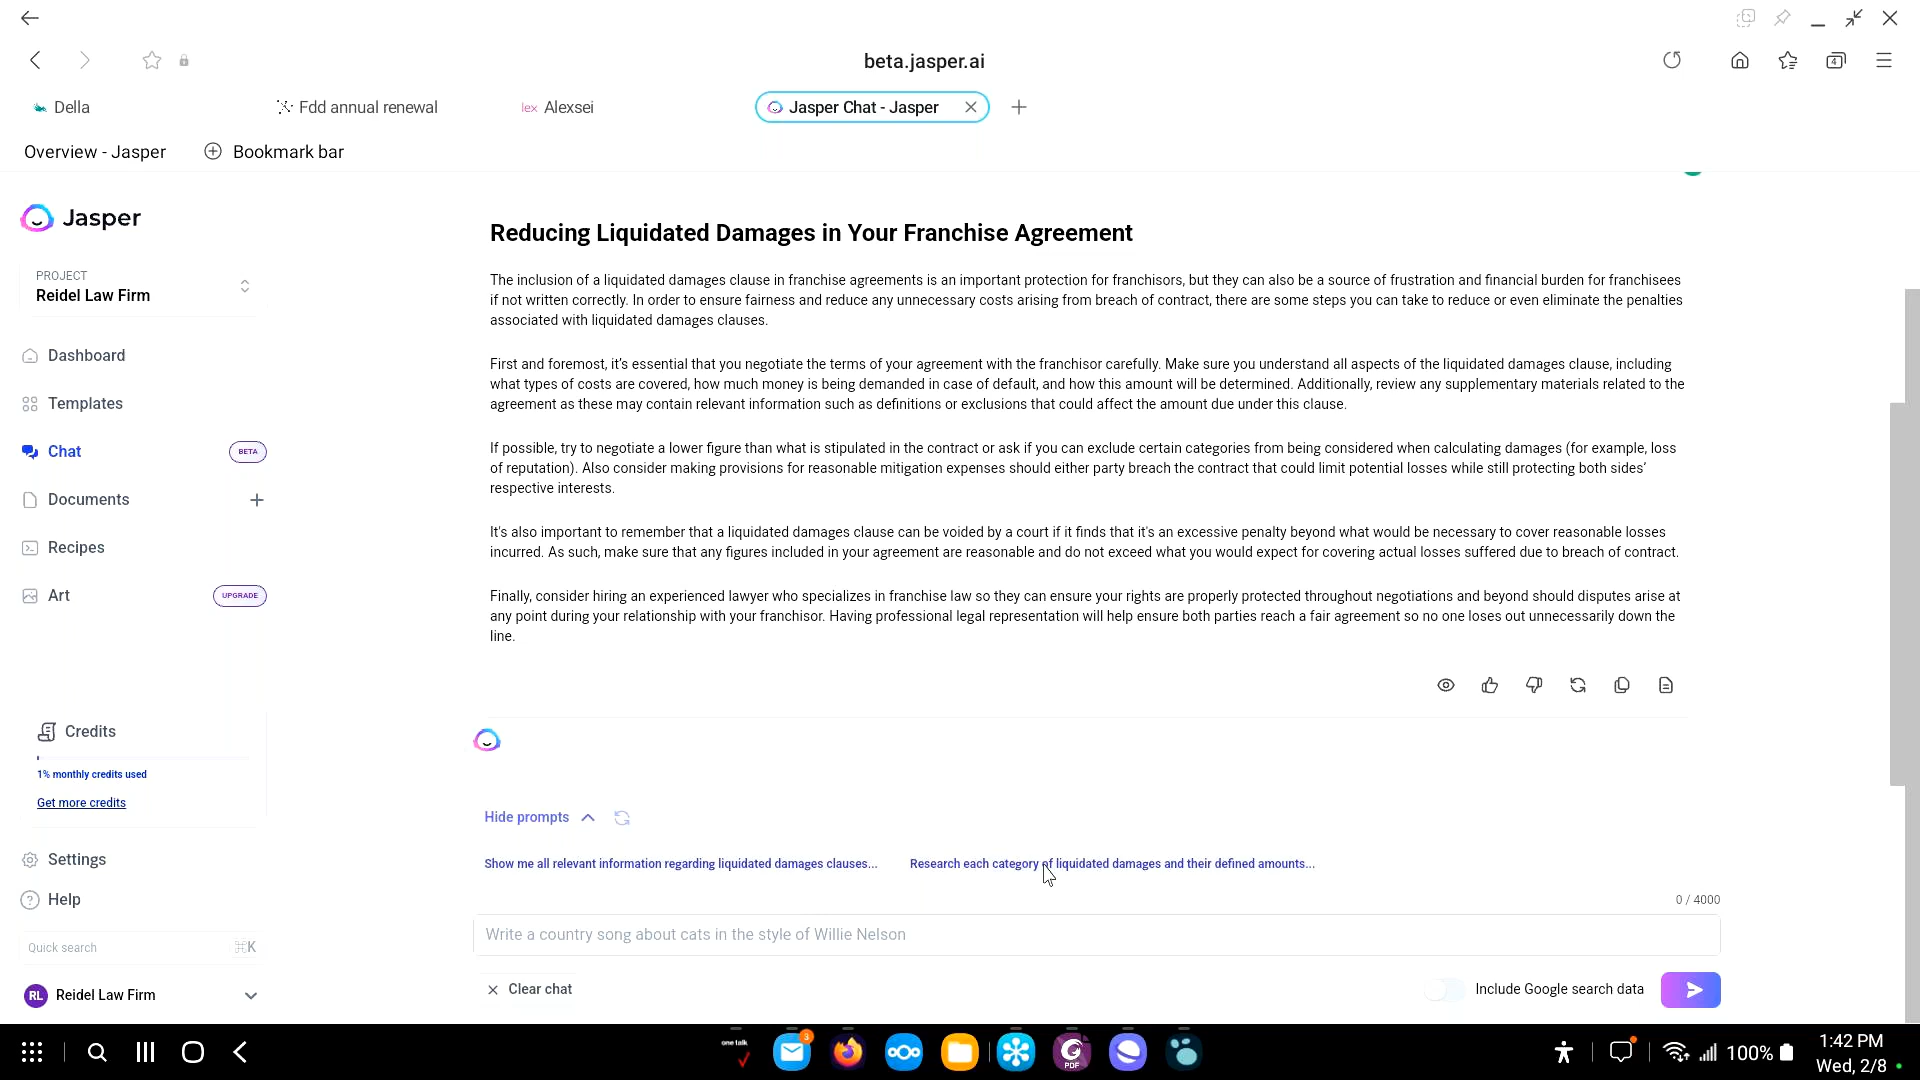 beta.jasper.ai
4
Della
Fdd annual renewal
lex Alexsei
Jasper Chat - Jasper
Overview - Jasper
Bookmark bar
Jasper
PROJECT
Reidel Law Firm
Dashboard
Templates
Chat
BETA
Documents
Recipes
Art
UPGRADE
Credits
1% monthly credits used
Get more credits
Settings
Help
Quick search
⌘K
RL Reidel Law Firm
Reducing Liquidated Damages in Your Franchise Agreement
The inclusion of a liquidated damages clause in franchise agreements is an important protection for franchisors, but they can also be a source of frustration and financial burden for franchisees
if not written correctly. In order to ensure fairness and reduce any unnecessary costs arising from breach of contract, there are some steps you can take to reduce or even eliminate the penalties
associated with liquidated damages clauses.
First and foremost, it's essential that you negotiate the terms of your agreement with the franchisor carefully. Make sure you understand all aspects of the liquidated damages clause, including
what types of costs are covered, how much money is being demanded in case of default, and how this amount will be determined. Additionally, review any supplementary materials related to the
agreement as these may contain relevant information such as definitions or exclusions that could affect the amount due under this clause.
If possible, try to negotiate a lower figure than what is stipulated in the contract or ask if you can exclude certain categories from being considered when calculating damages (for example, loss
of reputation). Also consider making provisions for reasonable mitigation expenses should either party breach the contract that could limit potential losses while still protecting both sides'
respective interests.
It's also important to remember that a liquidated damages clause can be voided by a court if it finds that it's an excessive penalty beyond what would be necessary to cover reasonable losses
incurred. As such, make sure that any figures included in your agreement are reasonable and do not exceed what you would expect for covering actual losses suffered due to breach of contract.
Finally, consider hiring an experienced lawyer who specializes in franchise law so they can ensure your rights are properly protected throughout negotiations and beyond should disputes arise at
any point during your relationship with your franchisor. Having professional legal representation will help ensure both parties reach a fair agreement so no one loses out unnecessarily down the
line.
Hide prompts
Show me all relevant information regarding liquidated damages clauses...
Research each category of liquidated damages and their defined amounts...
0 / 4000
Write a country song about cats in the style of Willie Nelson
Clear chat
Include Google search data
one talk
3
PDF
100%
1:42 PM
Wed, 2/8